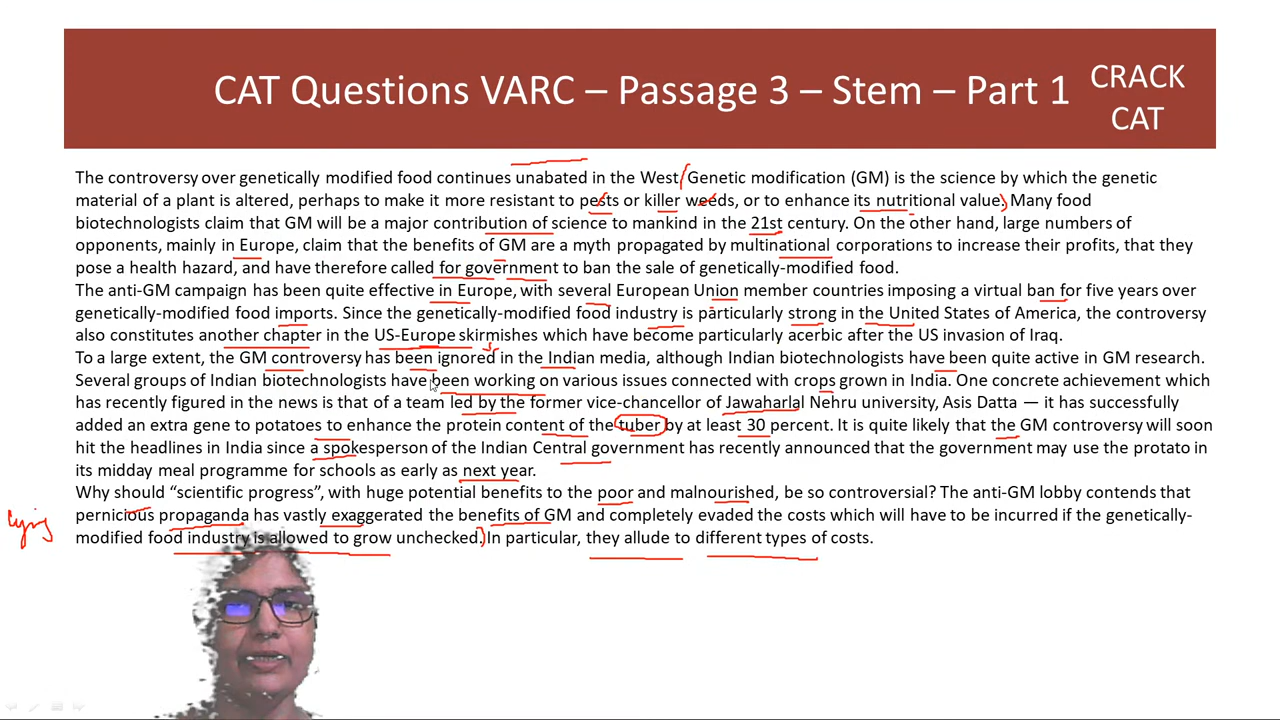 CAT Questions VARC – Passage 3 – Stem – Part 1
CRACK
CAT
The controversy over genetically modified food continues unabated in the West. Genetic modification (GM) is the science by which the genetic
material of a plant is altered, perhaps to make it more resistant to pests or killer weeds, or to enhance its nutritional value. Many food
biotechnologists claim that GM will be a major contribution of science to mankind in the 21st century. On the other hand, large numbers of
opponents, mainly in Europe, claim that the benefits of GM are a myth propagated by multinational corporations to increase their profits, that they
pose a health hazard, and have therefore called for government to ban the sale of genetically-modified food.
The anti-GM campaign has been quite effective in Europe, with several European Union member countries imposing a virtual ban for five years over
genetically-modified food imports. Since the genetically-modified food industry is particularly strong in the United States of America, the controversy
also constitutes another chapter in the US-Europe skirmishes which have become particularly acerbic after the US invasion of Iraq.
To a large extent, the GM controversy has been ignored in the Indian media, although Indian biotechnologists have been quite active in GM research.
Several groups of Indian biotechnologists have been working on various issues connected with crops grown in India. One concrete achievement which
has recently figured in the news is that of a team led by the former vice-chancellor of Jawaharlal Nehru university, Asis Datta — it has successfully
added an extra gene to potatoes to enhance the protein content of the tuber by at least 30 percent. It is quite likely that the GM controversy will soon
hit the headlines in India since a spokesperson of the Indian Central government has recently announced that the government may use the protato in
its midday meal programme for schools as early as next year.
Why should “scientific progress”, with huge potential benefits to the poor and malnourished, be so controversial? The anti-GM lobby contends that
pernicious propaganda has vastly exaggerated the benefits of GM and completely evaded the costs which will have to be incurred if the genetically-
modified food industry is allowed to grow unchecked. In particular, they allude to different types of costs.